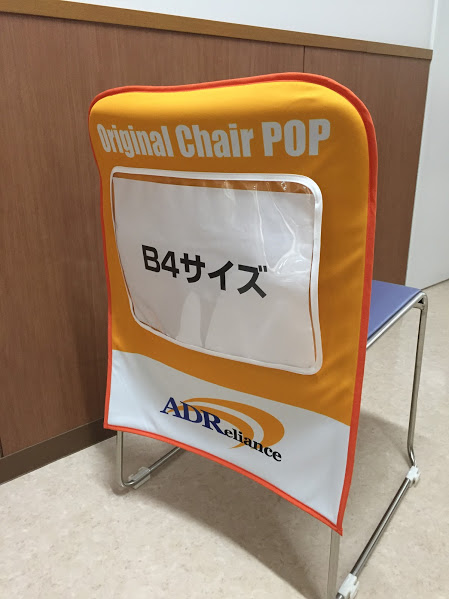 Original Chair POP
B4サイズ
ADReliance